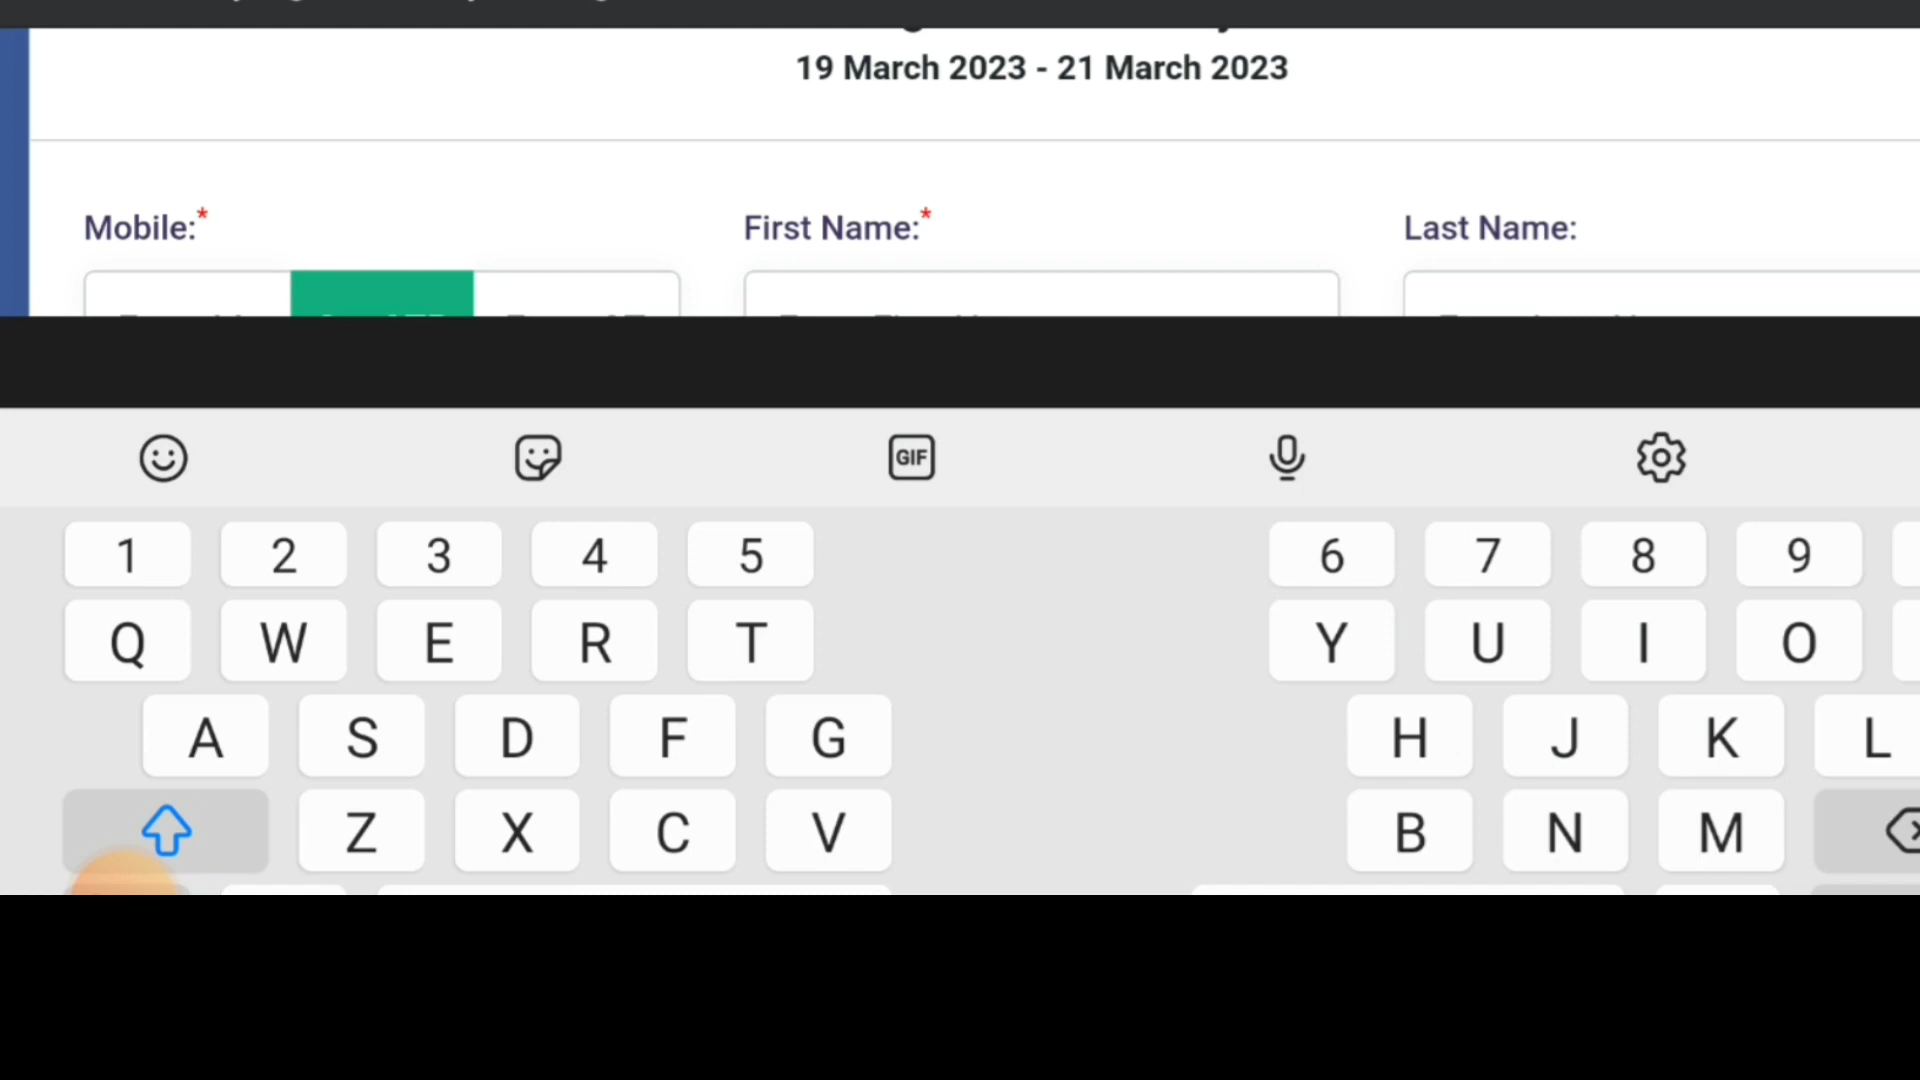 19 March 2023 - 21 March 2023
Mobile:* First Name:* Last Name:
GIF
1 2 3 4 5 6 7 8 9
Q W E R T Y U I O
A S D F G H J K L
Z X C V B N M